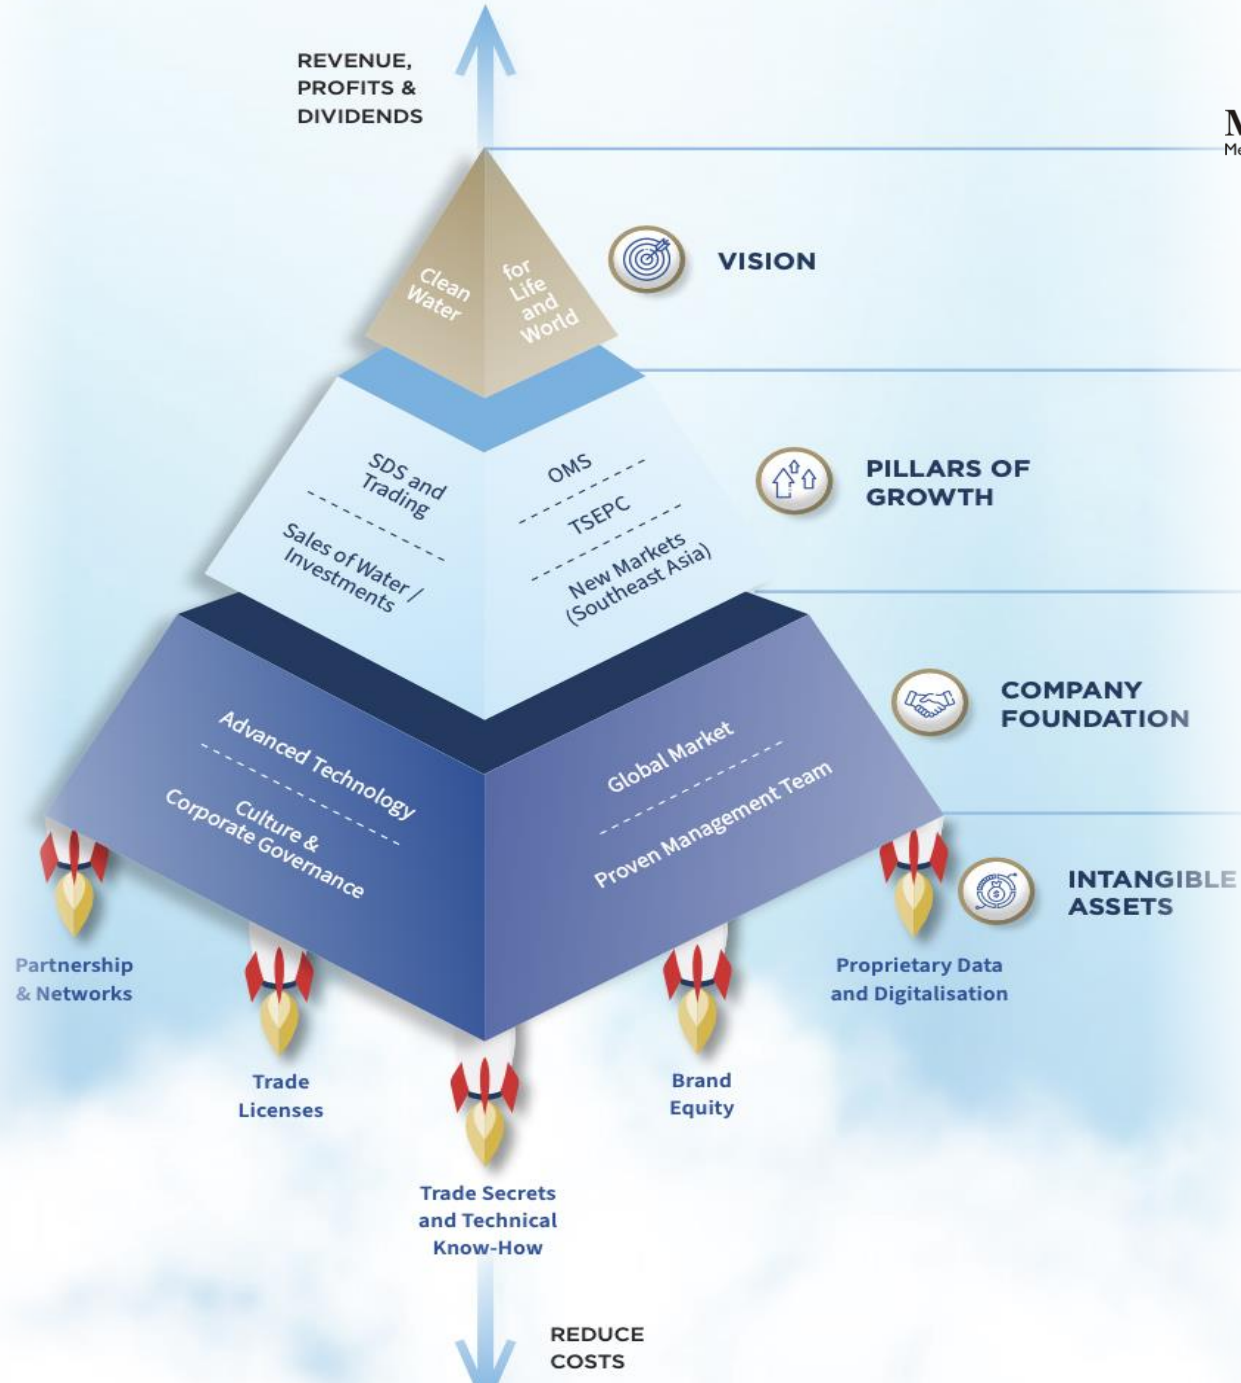 REVENUE,
PROFITS &
DIVIDENDS
Clean
Water
for
Life
and
World
VISION
SDS and
Trading
Sales of Water /
Investments
OMS
TSEPC
New Markets
(Southeast Asia)
PILLARS OF
GROWTH
Advanced Technology
Culture &
Corporate Governance
Global Market
Proven Management Team
COMPANY
FOUNDATION
INTANGIBLE
ASSETS
$
Partnership
& Networks
Trade
Licenses
Trade Secrets
and Technical
Know-How
Brand
Equity
Proprietary Data
and Digitalisation
REDUCE
COSTS